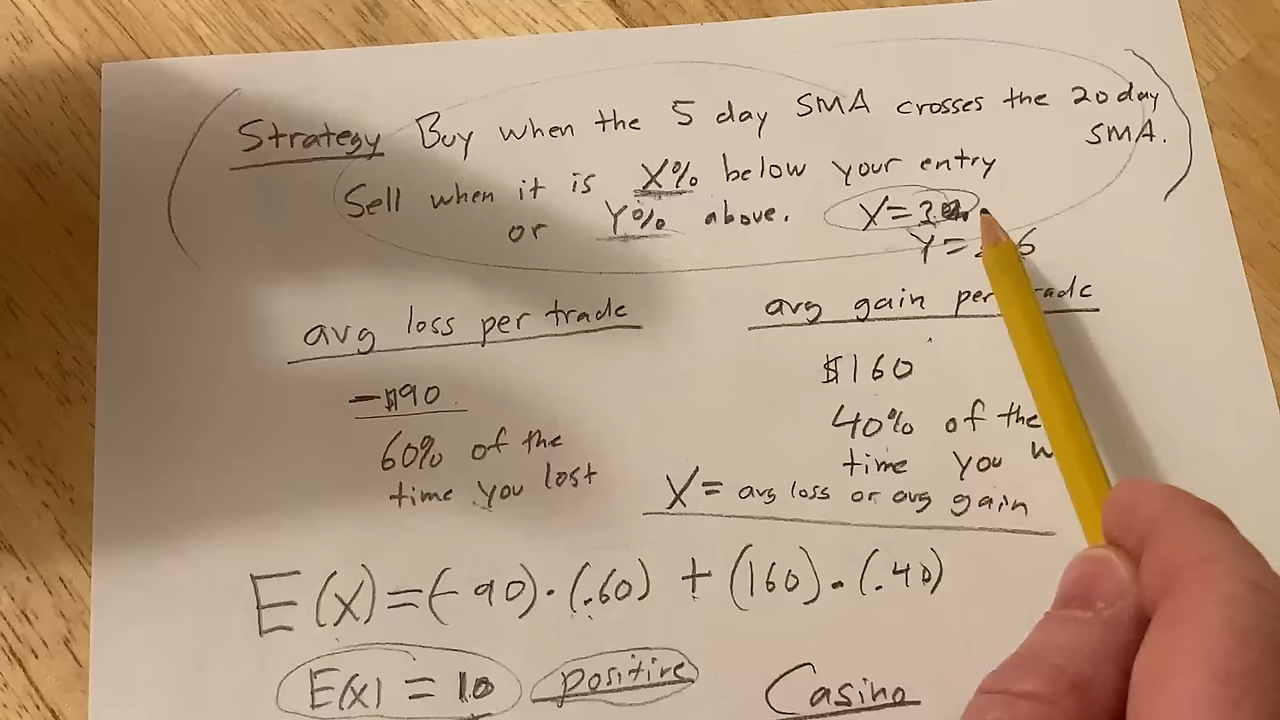 Strategy Buy when the 5 day SMA crosses the 20 day
SMA.
Sell when it is X% below your entry
or Y% above. X=
Y= 6
avg loss per trade
avg gain per
-$90
60% of the
time you lost
$160
40% of the
time you
X = avg loss or avg gain
E(X)=(-90)·(.60) + (160)·(.40)
E(X) = 10 positive
Casino